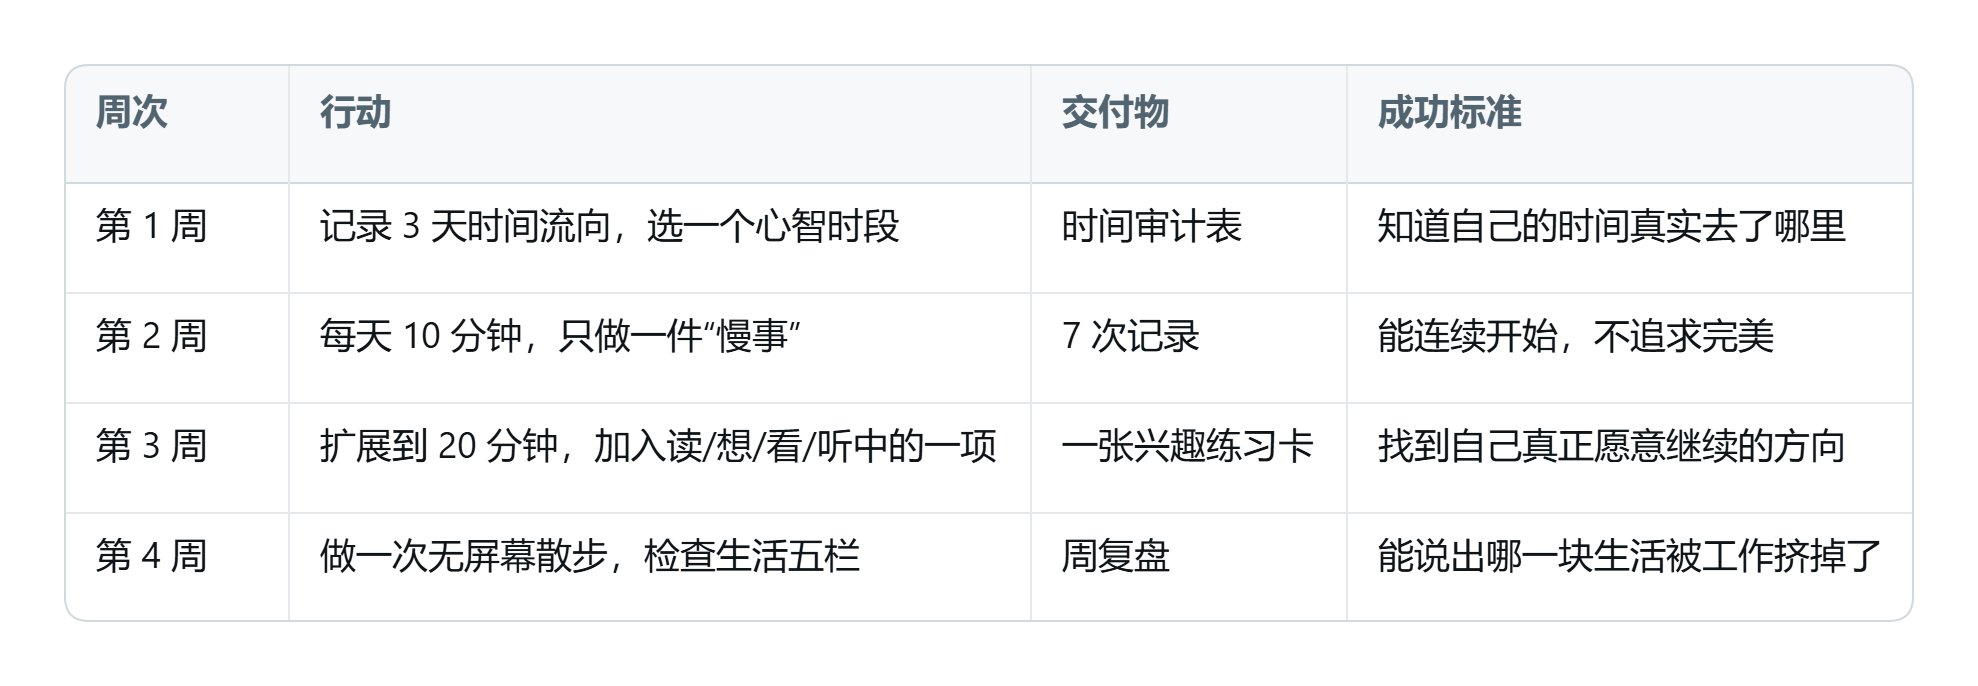 周次 行动 交付物 成功标准
第 1 周 记录 3 天时间流向，选一个心智时段 时间审计表 知道自己的时间真实去了哪里
第 2 周 每天 10 分钟，只做一件“慢事” 7 次记录 能连续开始，不追求完美
第 3 周 扩展到 20 分钟，加入读/想/看/听中的一项 一张兴趣练习卡 找到自己真正愿意继续的方向
第 4 周 做一次无屏幕散步，检查生活五栏 周复盘 能说出哪一块生活被工作挤掉了